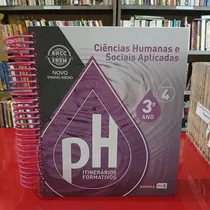 BNCC
ENEM
NOVO
ENSINO MÉDIO
Ciências Humanas e
Sociais Aplicadas
4
3º
ANO
pH
ITINERÁRIOS
FORMATIVOS